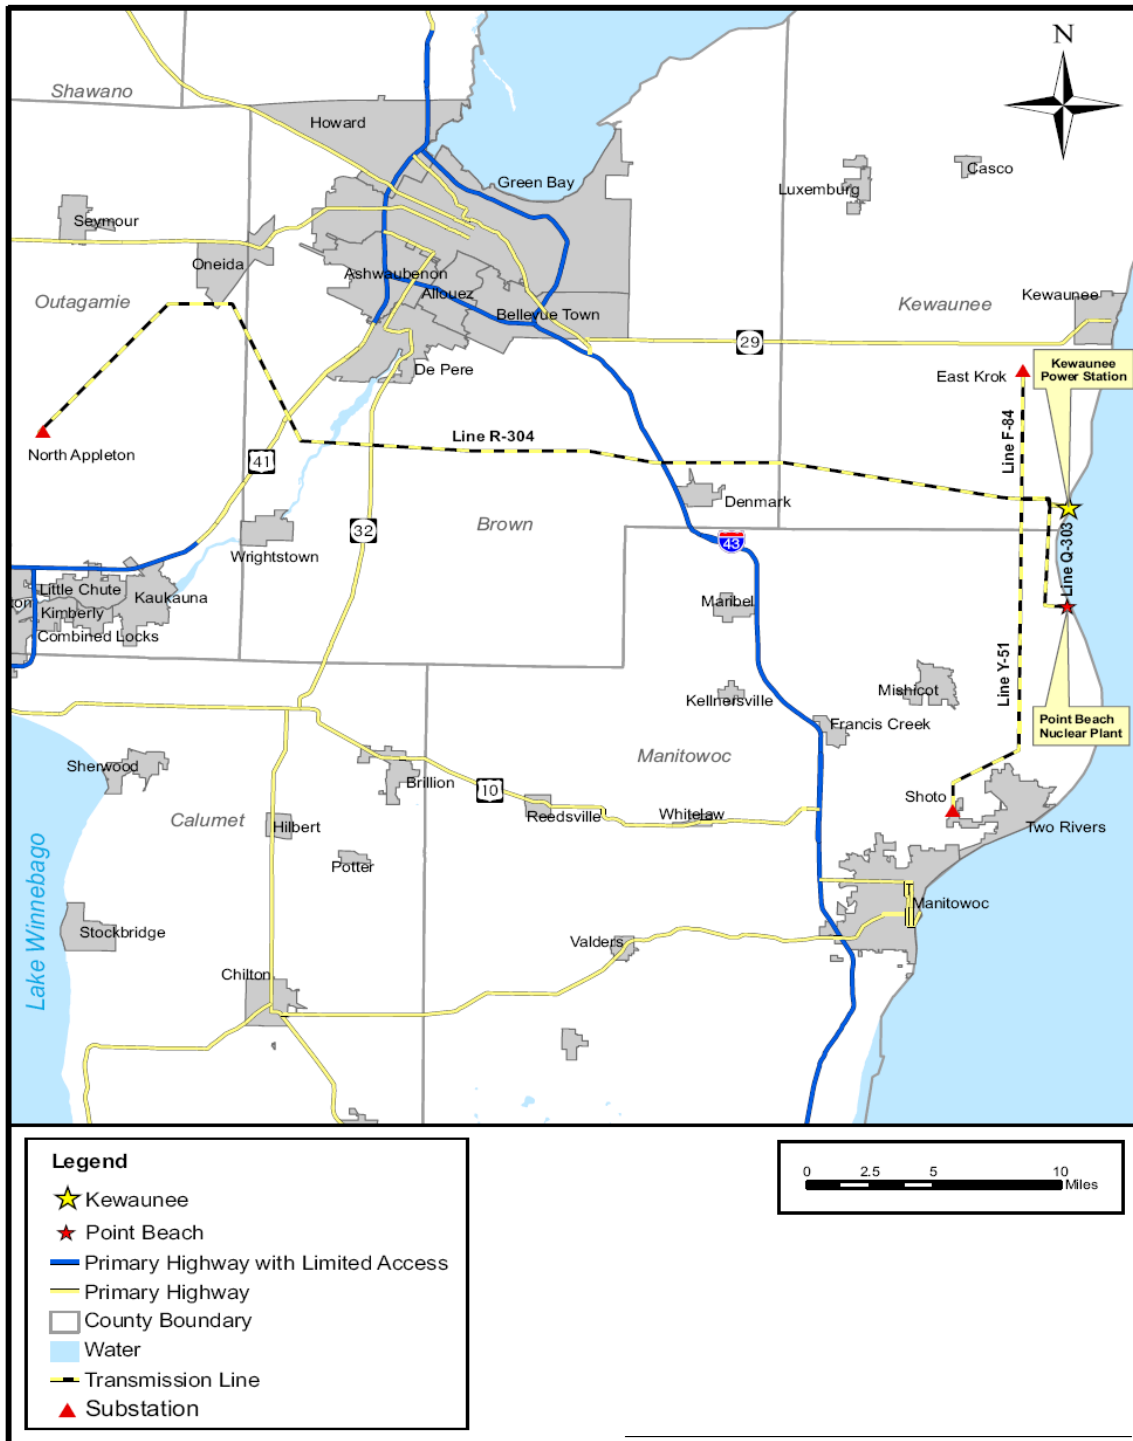 N
Shawano
Howard
Casco
Green Bay
Luxemburg
Seymour
Oneida
Ashwaubenon
Allouez
Outagamie
Kewaunee
Kewaunee
Bellevue Town
29
De Pere
Kewaunee
Power Station
East Krok
Line R-304
Line F-84
North Appleton
41
Denmark
Brown
32
43
Wrightstown
Line Q-303
Little Chute
Kaukauna
ton
Kimberly
Maribel
Combined Locks
Line Y-51
Mishicot
Kellnersville
Francis Creek
Point Beach
Nuclear Plant
Manitowoc
Sherwood
Brillion
10
Shoto
Reedsville
Whitelaw
Calumet
Hilbert
Two Rivers
Potter
Lake Winnebago
Manitowoc
Stockbridge
Valders
Chilton
Legend
Kewaunee
Point Beach
Primary Highway with Limited Access
Primary Highway
County Boundary
Water
Transmission Line
Substation
0 2.5 5 10
Miles